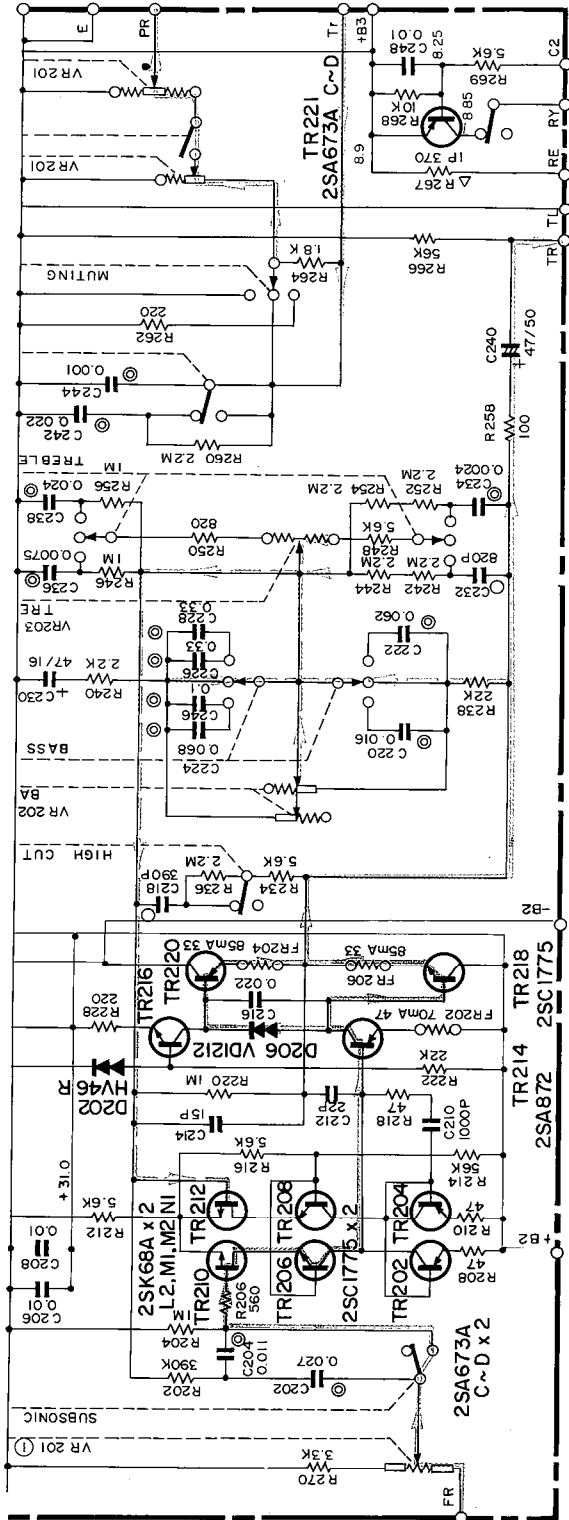 E
PR
Tr
+B3
VR 201
C248
0.01
8.25
5.6K
R269
C2
R268
10K
8.85
RY
TR221
2SA673A C~D
8.9
1P 370
R267
△
RE
VR201
TL
MUTING
1.8K
R264
56K
R266
TR
220
R262
C240
47/50
+
0.001
C244
R258
100
0.022
C242
R260
2.2M
TREBLE
0.024
C238
1M
R256
820
R250
2.2M
R254
2.2M
R252
0.0024
C234
5.6K
R248
0.0075
C236
1M
R246
2.2M
R244
2.2M
R242
820P
C232
TRE
VR203
0.33
C228
0.33
C226
0.1
C246
0.068
C224
0.062
C222
0.016
C220
47/16
C230
+
2.2K
R240
22K
R238
BASS
BA
VR 202
HIGH CUT
390P
C218
2.2M
R236
5.6K
R234
-B2
TR216
TR220
85mA 33
FR204
85mA 33
FR 206
TR218
2SC1775
220
R228
0.022
C216
D206 VD1212
FR202 70mA 47
D202
HV46 R
1M
R220
22K
R222
TR214
2SA872
15P
C214
22P
C212
47
R218
C210
1000P
+31.0
5.6K
R216
56K
R214
5.6K
R212
2SK68A x 2
L2,M1,M2 N1
TR212
TR210
TR208
TR206
2SC1775 x 2
TR204
TR202
47
R210
47
R208
+B2
0.01
C208
0.01
C206
R206
560
1M
R204
390K
R202
C204
0.011
0.027
C202
2SA673A
C~D x 2
SUBSONIC
① VR 201
3.3K
R270
FR